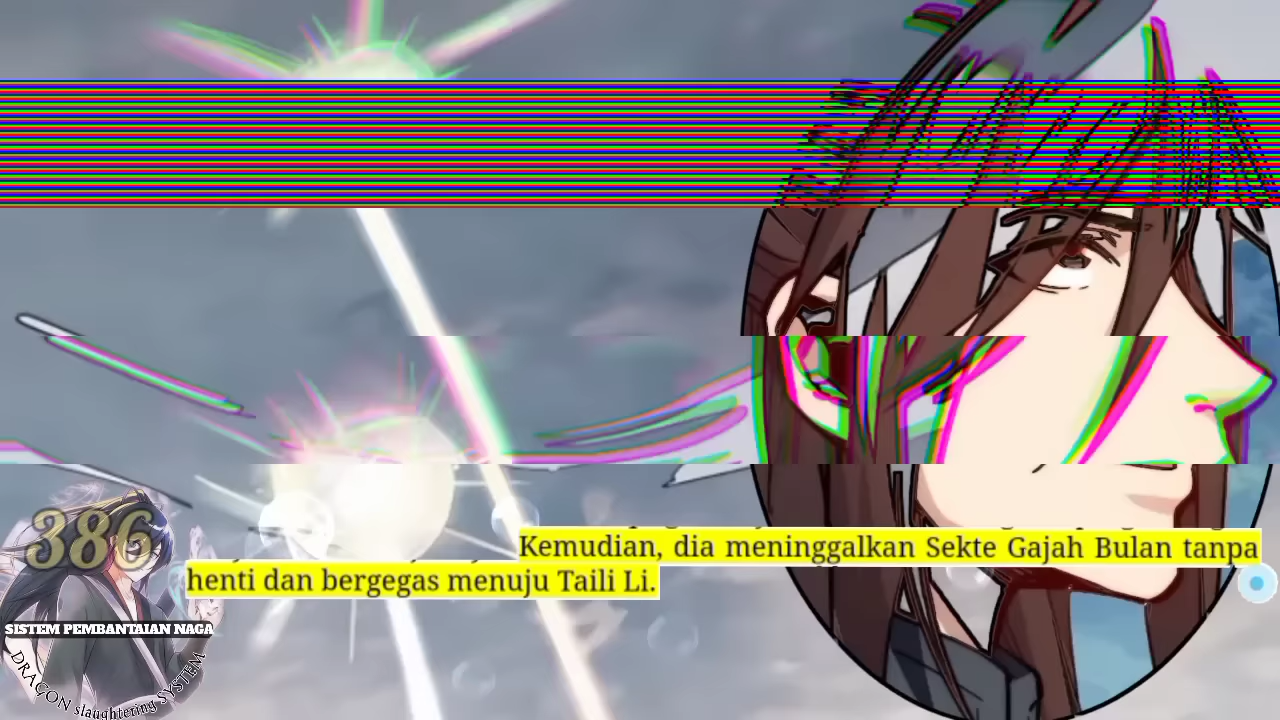 386
Kemudian, dia meninggalkan Sekte Gajah Bulan tanpa
henti dan bergegas menuju Taili Li.
SISTEM PEMBANTAIAN NAGA
DRAGON slaughtering SYSTEM